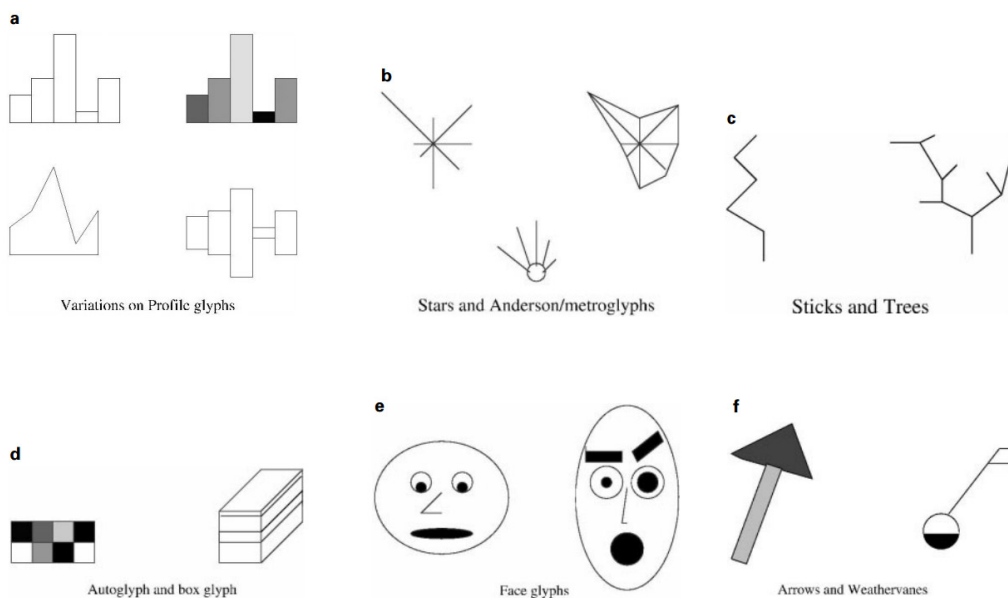 a
Variations on Profile glyphs
b
Stars and Anderson/metroglyphs
c
Sticks and Trees
d
Autoglyph and box glyph
e
Face glyphs
f
Arrows and Weathervanes